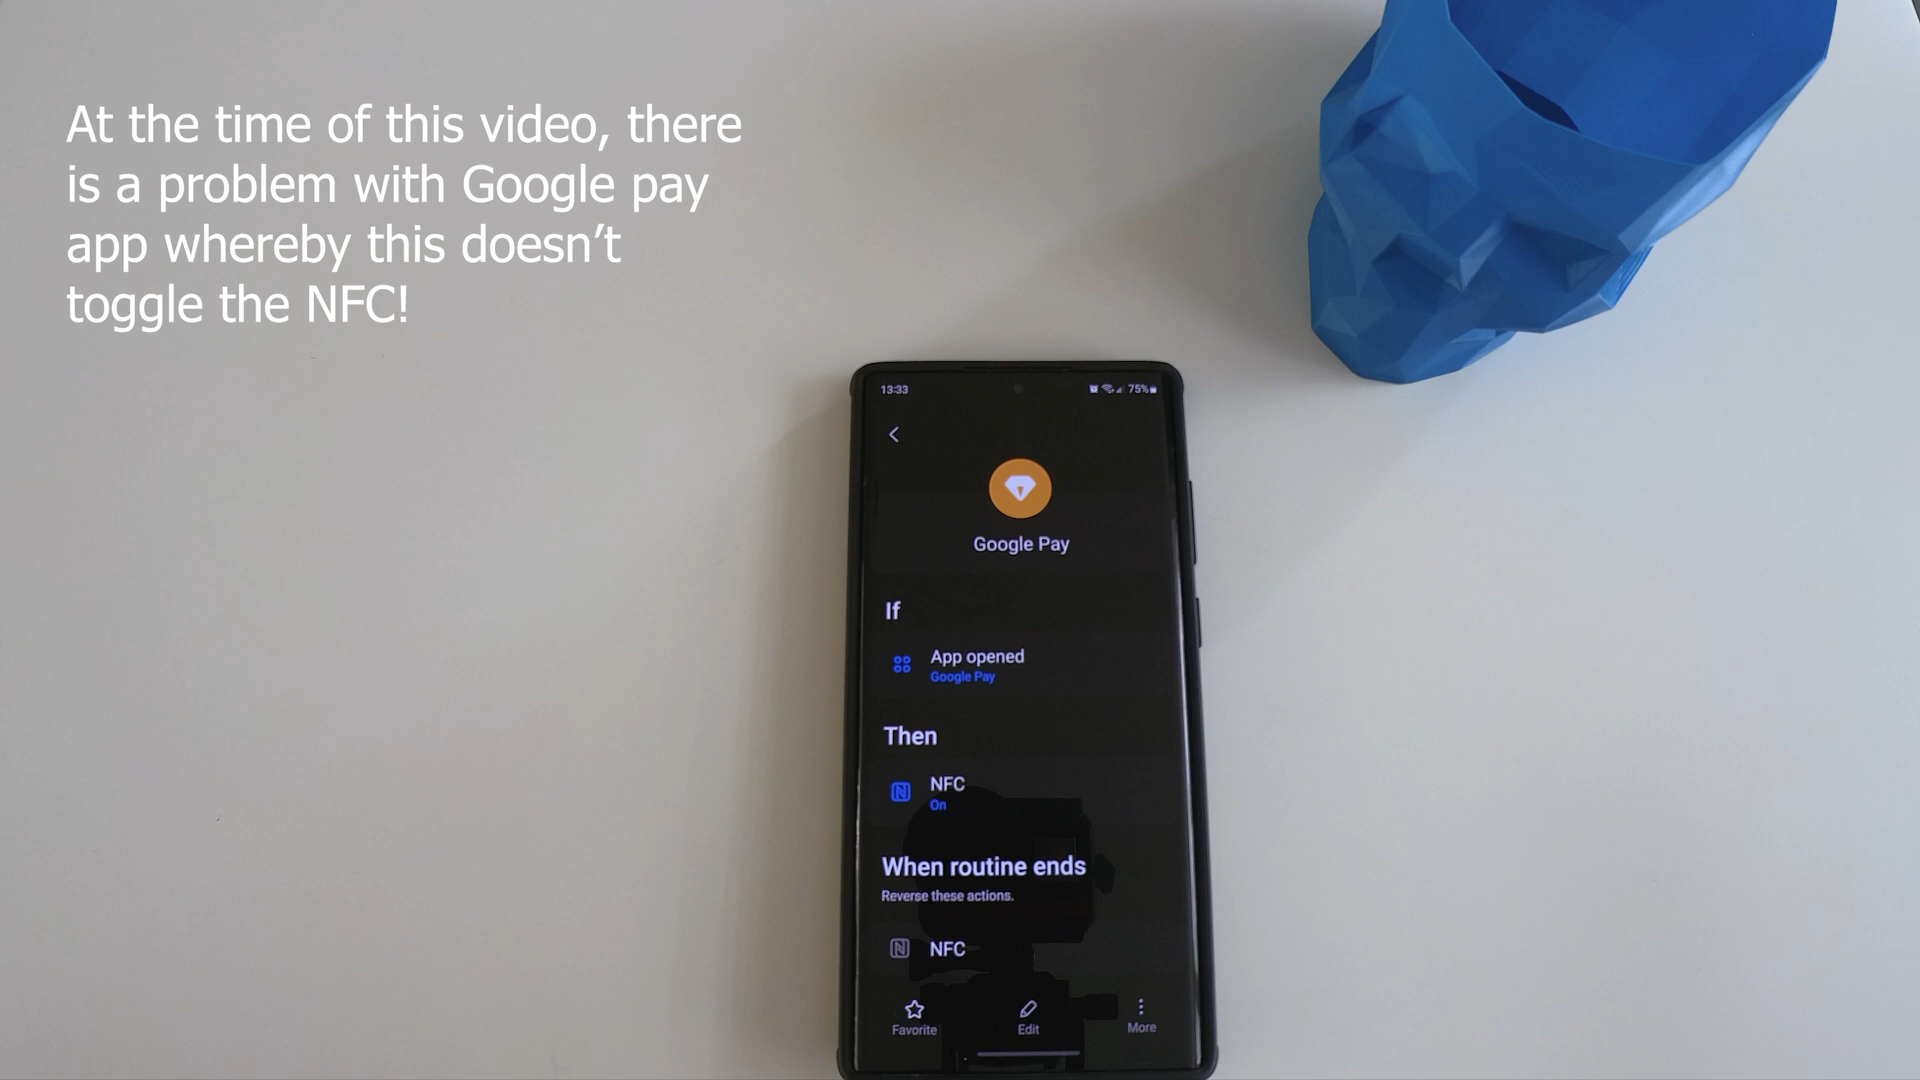 At the time of this video, there
is a problem with Google pay
app whereby this doesn’t
toggle the NFC!
13:33
75%
Google Pay
If
App opened
Google Pay
Then
NFC
On
When routine ends
Reverse these actions.
NFC
Favorite
Edit
More